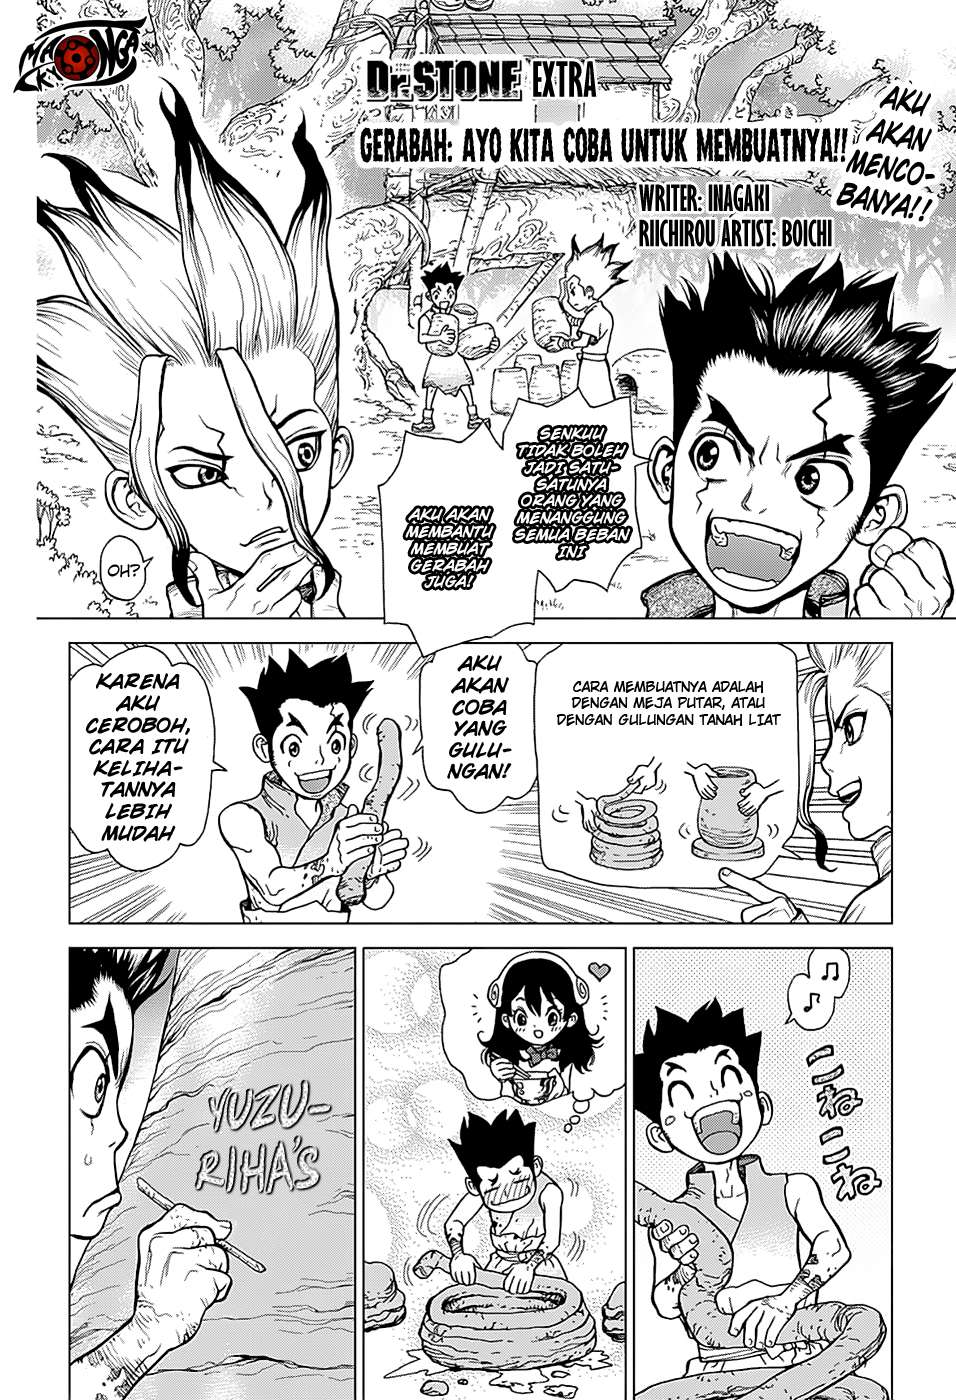 MANGA
KU
Dr.STONE EXTRA
GERABAH: AYO KITA COBA UNTUK MEMBUATNYA!!
WRITER: INAGAKI
RIICHIROU ARTIST: BOICHI
AKU
AKAN
MENCO-
BANYA!!
SENKUU
TIDAK BOLEH
JADI SATU-
SATUNYA
ORANG YANG
MENANGGUNG
SEMUA BEBAN
INI
AKU AKAN
MEMBANTU
MEMBUAT
GERABAH
JUGA!
OH?
CARA MEMBUATNYA ADALAH
DENGAN MEJA PUTAR, ATAU
DENGAN GULUNGAN TANAH LIAT
AKU
AKAN
COBA
YANG
GULU-
NGAN!
KARENA
AKU
CEROBOH,
CARA ITU
KELIHA-
TANNYA
LEBIH
MUDAH
こねこね
YUZU-
RIHA'S